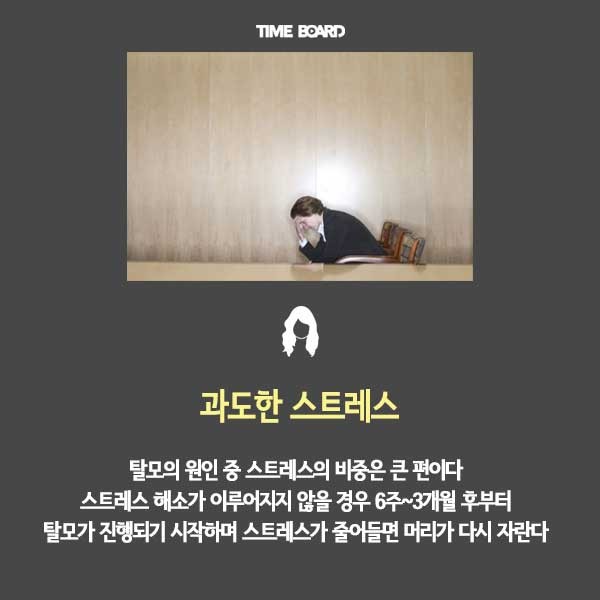 TIME BOARD
과도한 스트레스
탈모의 원인 중 스트레스의 비중은 큰 편이다
스트레스 해소가 이루어지지 않을 경우 6주~3개월 후부터
탈모가 진행되기 시작하며 스트레스가 줄어들면 머리가 다시 자란다